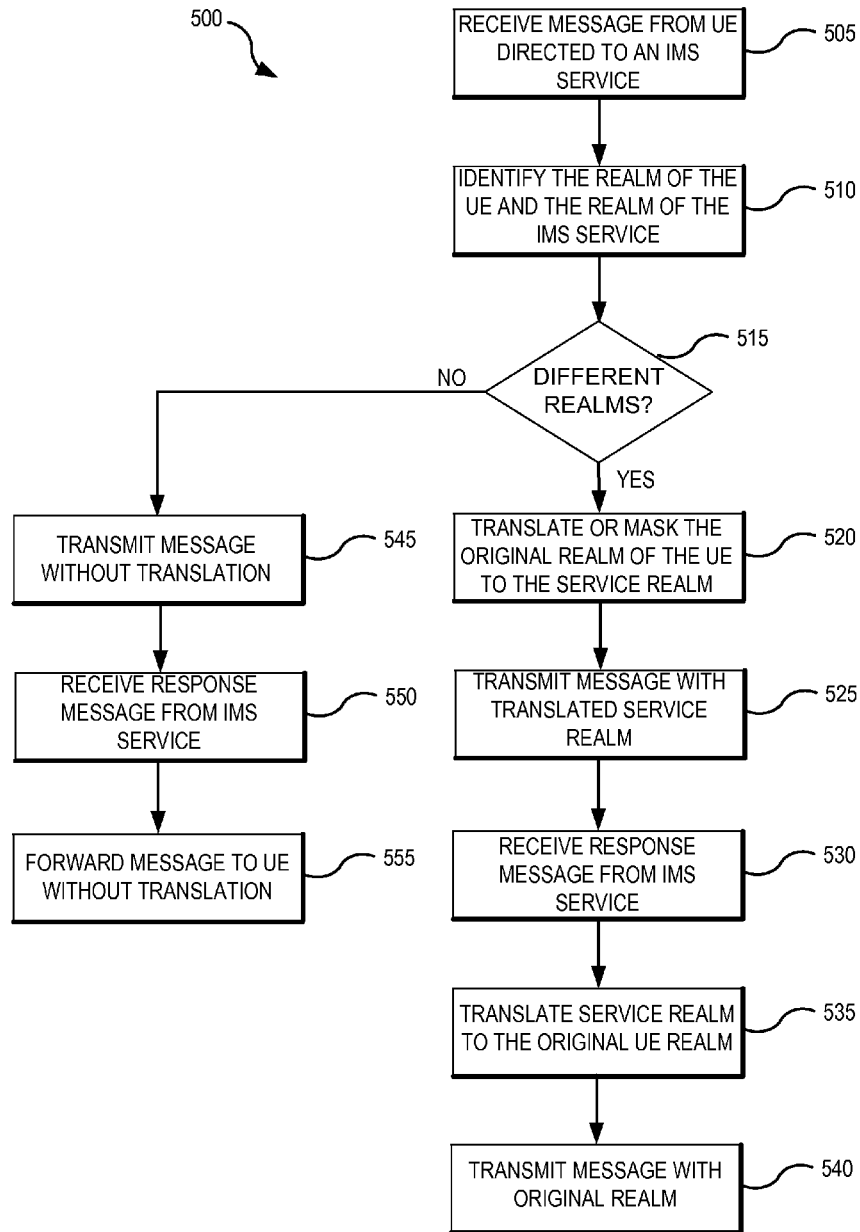 500
RECEIVE MESSAGE FROM UE
DIRECTED TO AN IMS
SERVICE
505
IDENTIFY THE REALM OF THE
UE AND THE REALM OF THE
IMS SERVICE
510
DIFFERENT
REALMS?
515
NO
YES
TRANSMIT MESSAGE
WITHOUT TRANSLATION
545
RECEIVE RESPONSE
MESSAGE FROM IMS
SERVICE
550
FORWARD MESSAGE TO UE
WITHOUT TRANSLATION
555
TRANSLATE OR MASK THE
ORIGINAL REALM OF THE UE
TO THE SERVICE REALM
520
TRANSMIT MESSAGE WITH
TRANSLATED SERVICE
REALM
525
RECEIVE RESPONSE
MESSAGE FROM IMS
SERVICE
530
TRANSLATE SERVICE REALM
TO THE ORIGINAL UE REALM
535
TRANSMIT MESSAGE WITH
ORIGINAL REALM
540